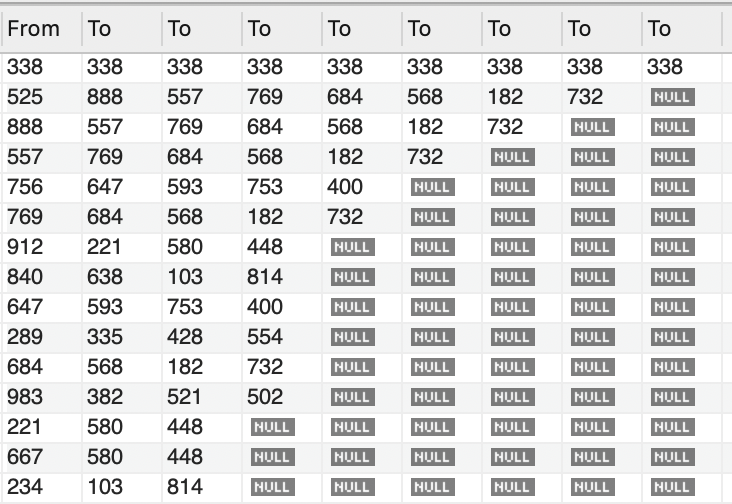 From To To To To To To To To
338 338 338 338 338 338 338 338 338
525 888 557 769 684 568 182 732 NULL
888 557 769 684 568 182 732 NULL NULL
557 769 684 568 182 732 NULL NULL NULL
756 647 593 753 400 NULL NULL NULL NULL
769 684 568 182 732 NULL NULL NULL NULL
912 221 580 448 NULL NULL NULL NULL NULL
840 638 103 814 NULL NULL NULL NULL NULL
647 593 753 400 NULL NULL NULL NULL NULL
289 335 428 554 NULL NULL NULL NULL NULL
684 568 182 732 NULL NULL NULL NULL NULL
983 382 521 502 NULL NULL NULL NULL NULL
221 580 448 NULL NULL NULL NULL NULL NULL
667 580 448 NULL NULL NULL NULL NULL NULL
234 103 814 NULL NULL NULL NULL NULL NULL